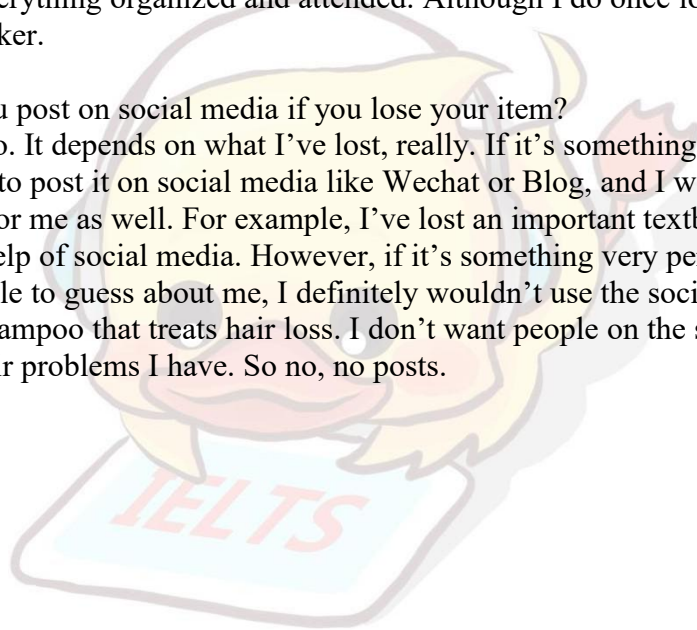 erything organized and attended. Although I do once lo
ker.
u post on social media if you lose your item?
o. It depends on what I've lost, really. If it's something
to post it on social media like Wechat or Blog, and I w
or me as well. For example, I've lost an important textb
elp of social media. However, if it's something very pe
le to guess about me, I definitely wouldn't use the soci
ampoo that treats hair loss. I don't want people on the s
ir problems I have. So no, no posts.
IELTS